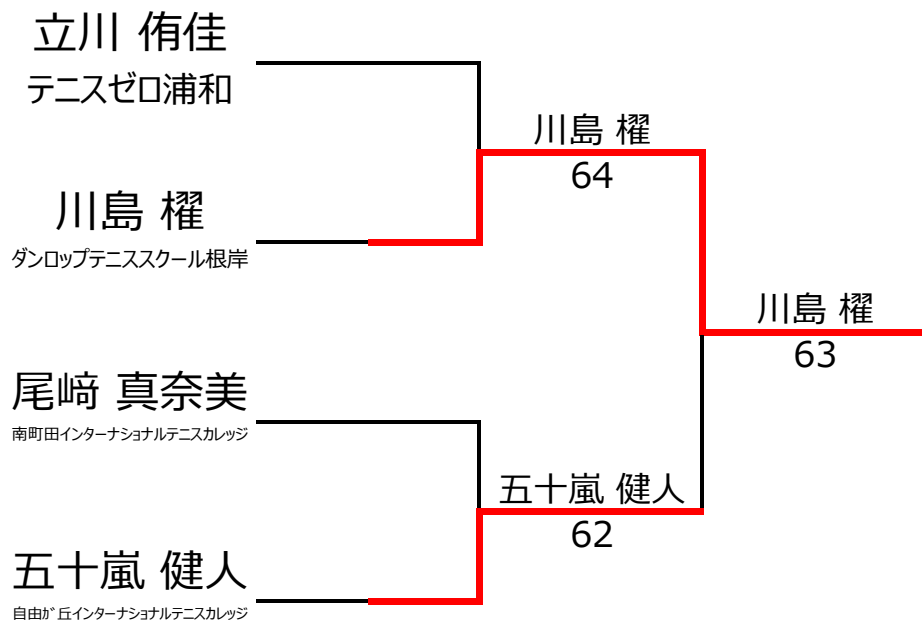 立川 侑佳
テニスゼロ浦和
川島 櫂
64
川島 櫂
ダンロップテニススクール根岸
川島 櫂
63
尾﨑 真奈美
南町田インターナショナルテニスカレッジ
五十嵐 健人
62
五十嵐 健人
自由が丘インターナショナルテニスカレッジ